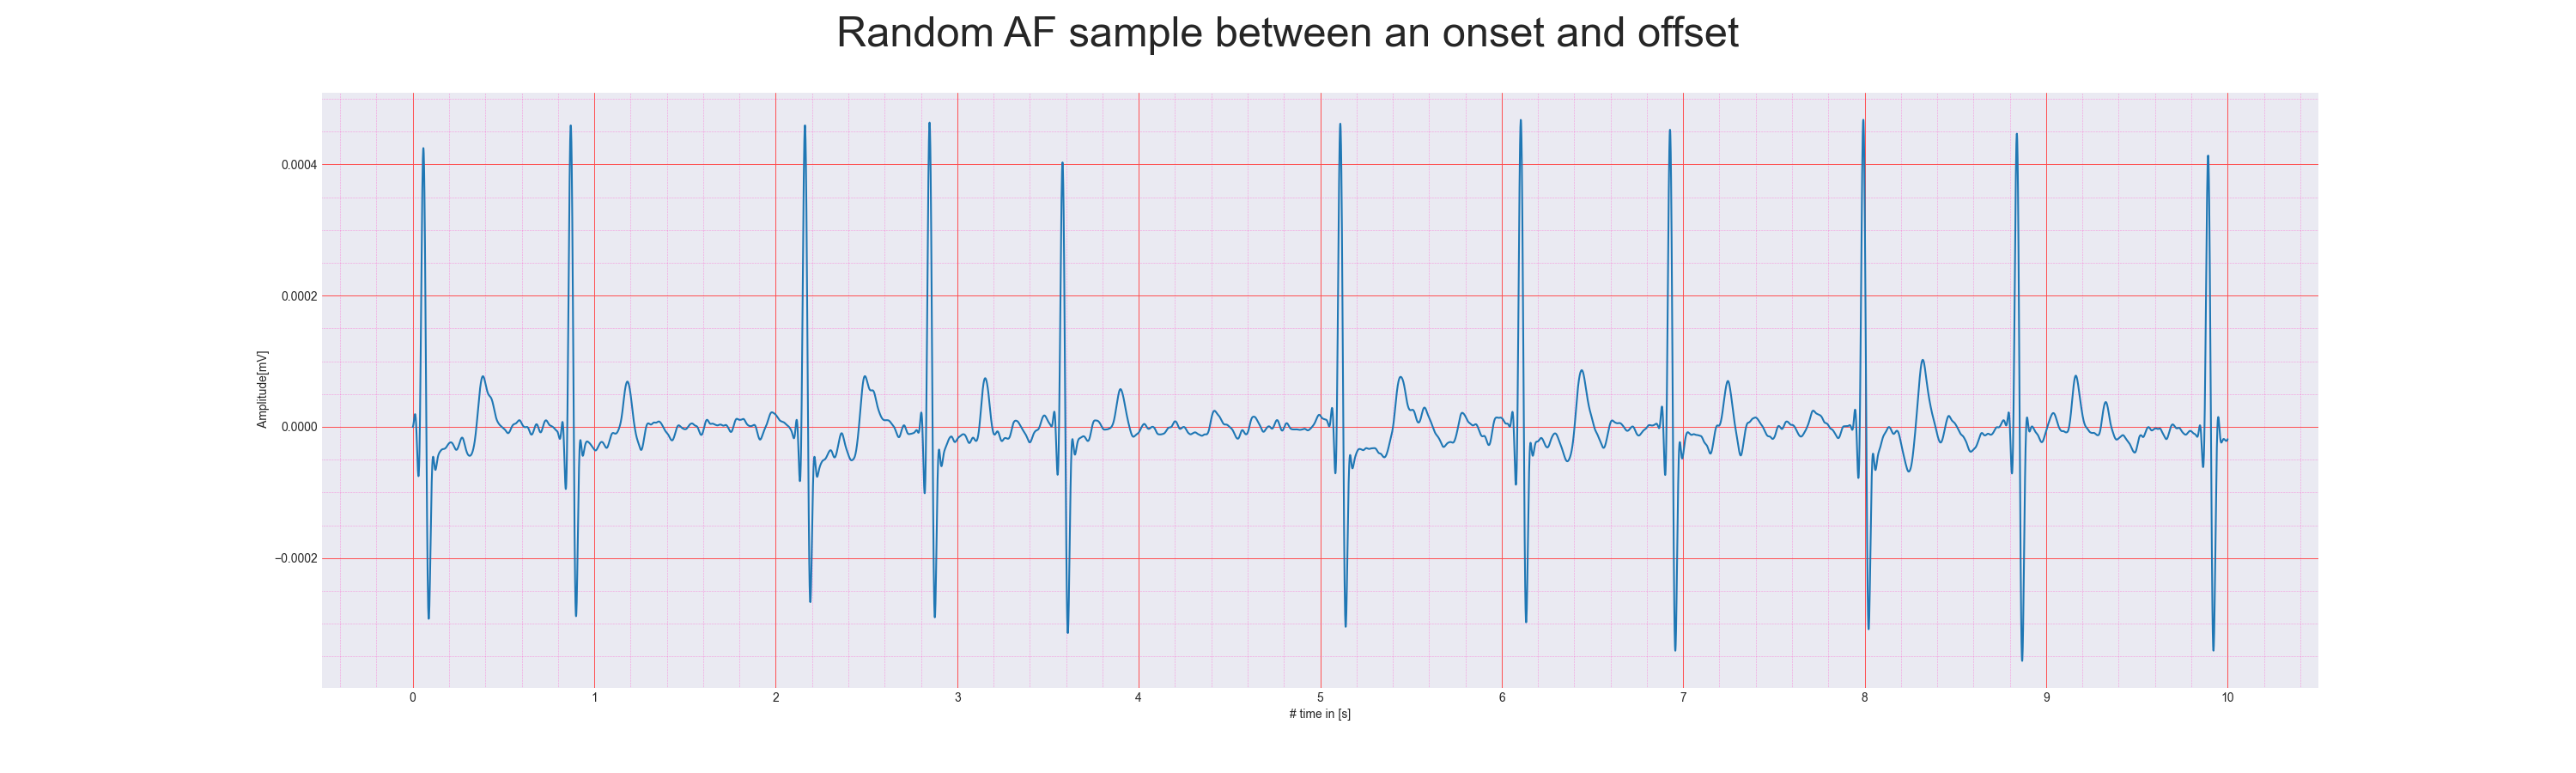 Random AF sample between an onset and offset
0.0004
0.0002
0.0000
−0.0002
Amplitude[mV]
0 1 2 3 4 5 6 7 8 9 10
# time in [s]